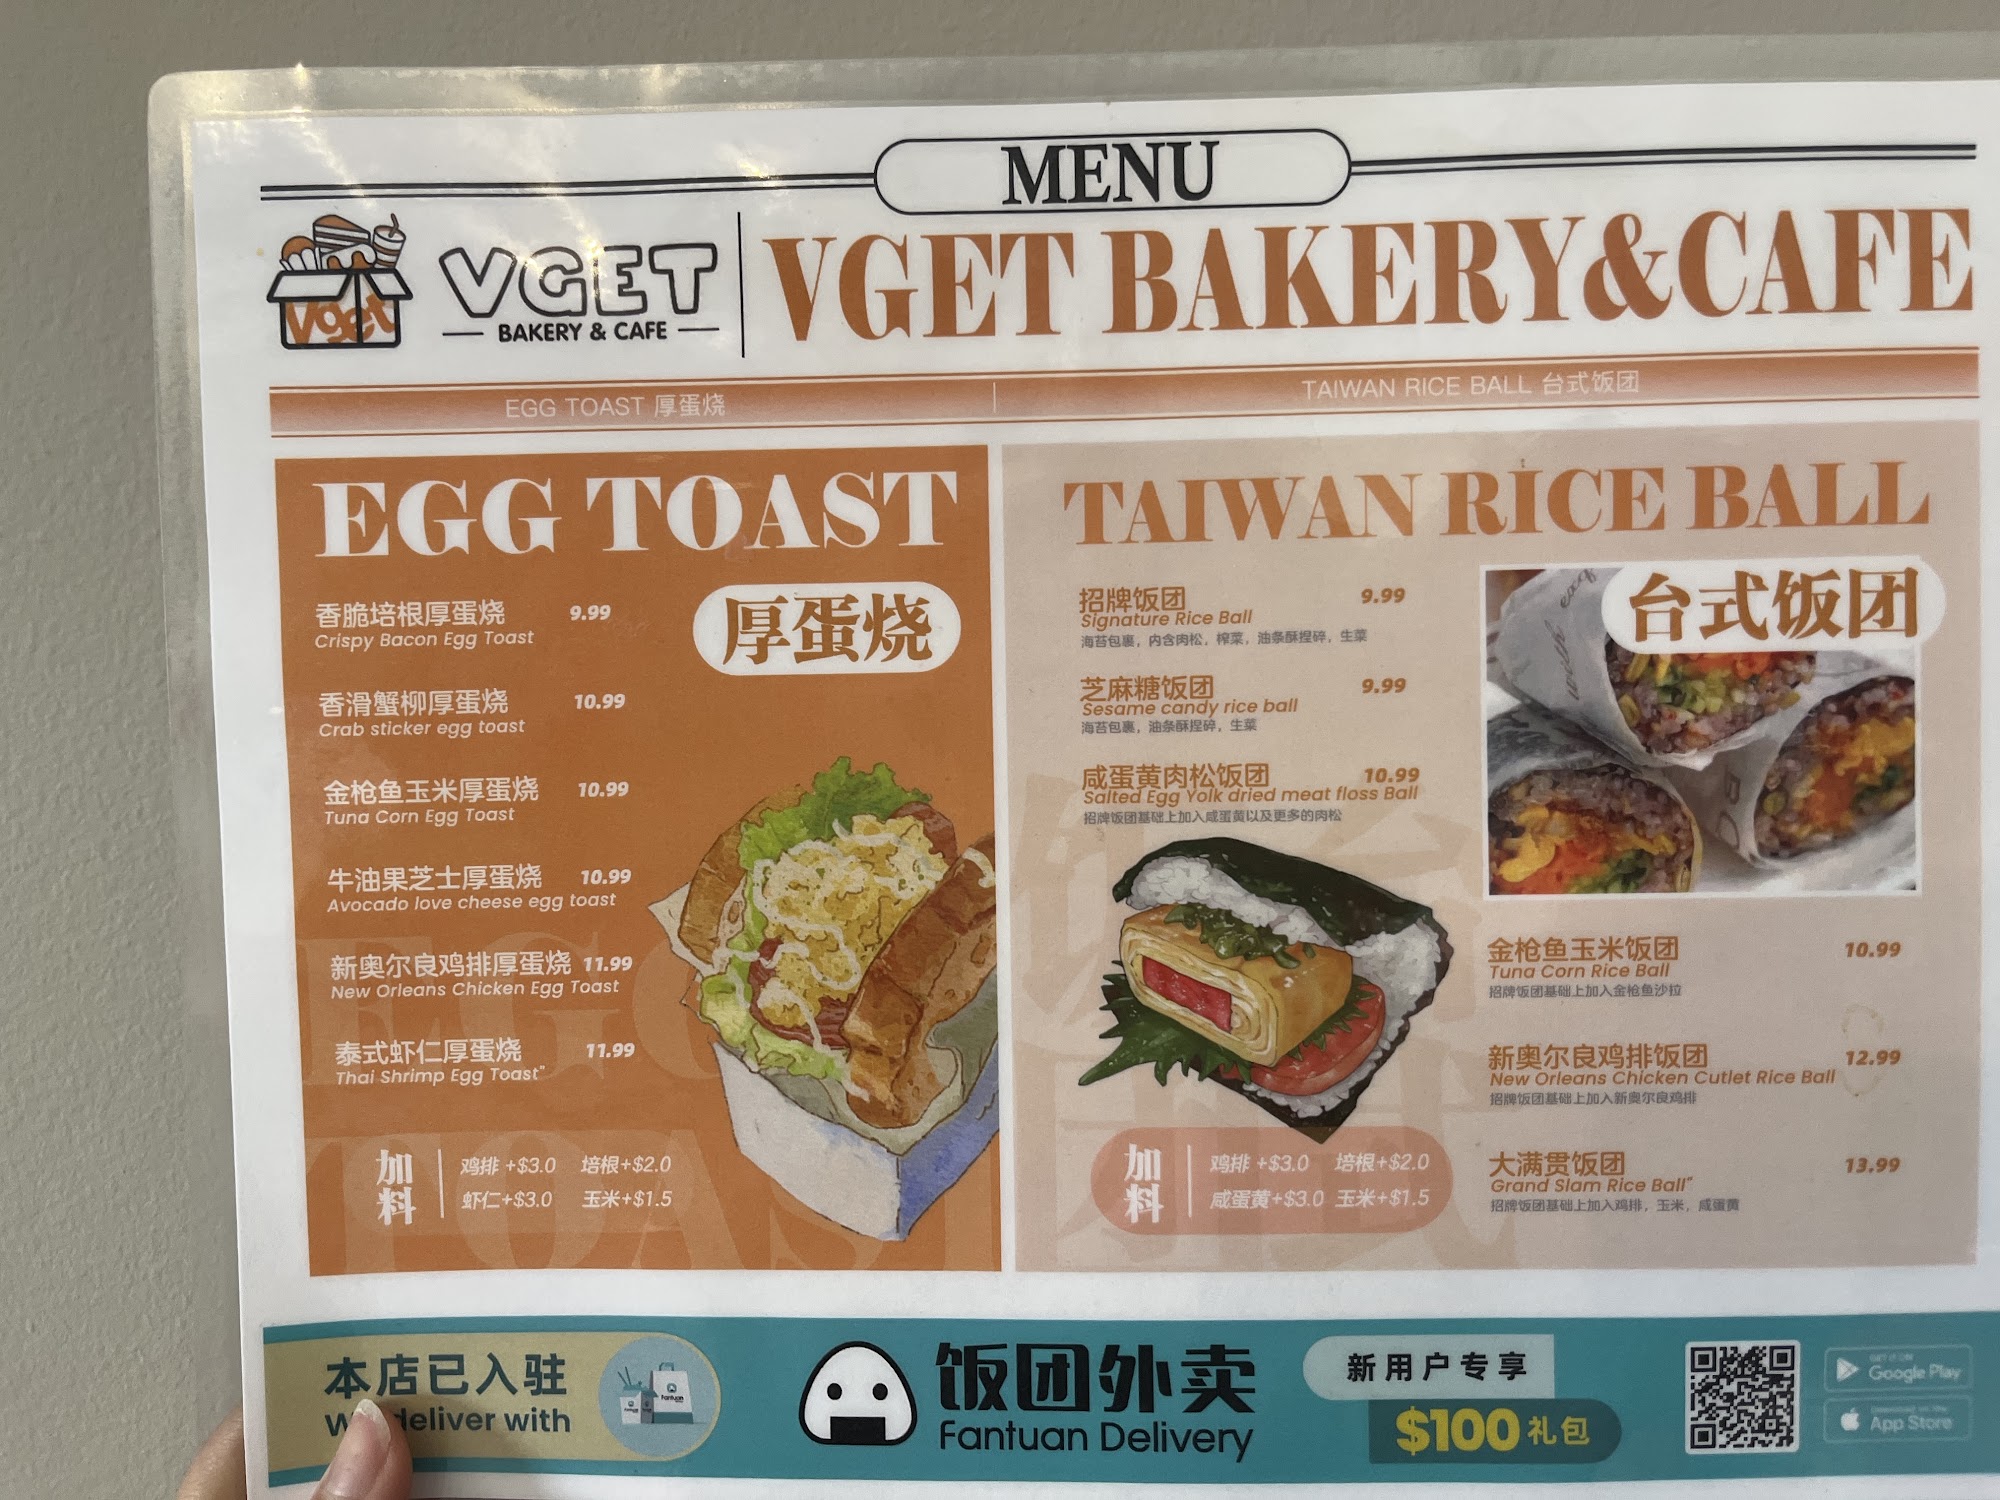 MENU
Vget
VGET
BAKERY & CAFE
VGET BAKERY&CAFE
EGG TOAST 厚蛋烧
TAIWAN RICE BALL 台式饭团
EGG TOAST
厚蛋烧
香脆培根厚蛋烧 9.99
Crispy Bacon Egg Toast
香滑蟹柳厚蛋烧 10.99
Crab sticker egg toast
金枪鱼玉米厚蛋烧 10.99
Tuna Corn Egg Toast
牛油果芝士厚蛋烧 10.99
Avocado love cheese egg toast
新奥尔良鸡排厚蛋烧 11.99
New Orleans Chicken Egg Toast
泰式虾仁厚蛋烧 11.99
Thai Shrimp Egg Toast"
加料
鸡排 +$3.0 培根+$2.0
虾仁+$3.0 玉米+$1.5
TAIWAN RICE BALL
台式饭团
招牌饭团 9.99
Signature Rice Ball
海苔包裹，内含肉松，榨菜，油条酥捏碎，生菜
芝麻糖饭团 9.99
Sesame candy rice ball
海苔包裹，油条酥捏碎，生菜
咸蛋黄肉松饭团 10.99
Salted Egg Yolk dried meat floss Ball
招牌饭团基础上加入咸蛋黄以及更多的肉松
金枪鱼玉米饭团 10.99
Tuna Corn Rice Ball
招牌饭团基础上加入金枪鱼沙拉
新奥尔良鸡排饭团 12.99
New Orleans Chicken Cutlet Rice Ball
招牌饭团基础上加入新奥尔良鸡排
大满贯饭团 13.99
Grand Slam Rice Ball"
招牌饭团基础上加入鸡排，玉米，咸蛋黄
加料
鸡排 +$3.0 培根+$2.0
咸蛋黄+$3.0 玉米+$1.5
本店已入驻
deliver with
Fantuan
饭团外卖
Fantuan Delivery
新用户专享
$100 礼包
GET IT ON
Google Play
Download on the
App Store